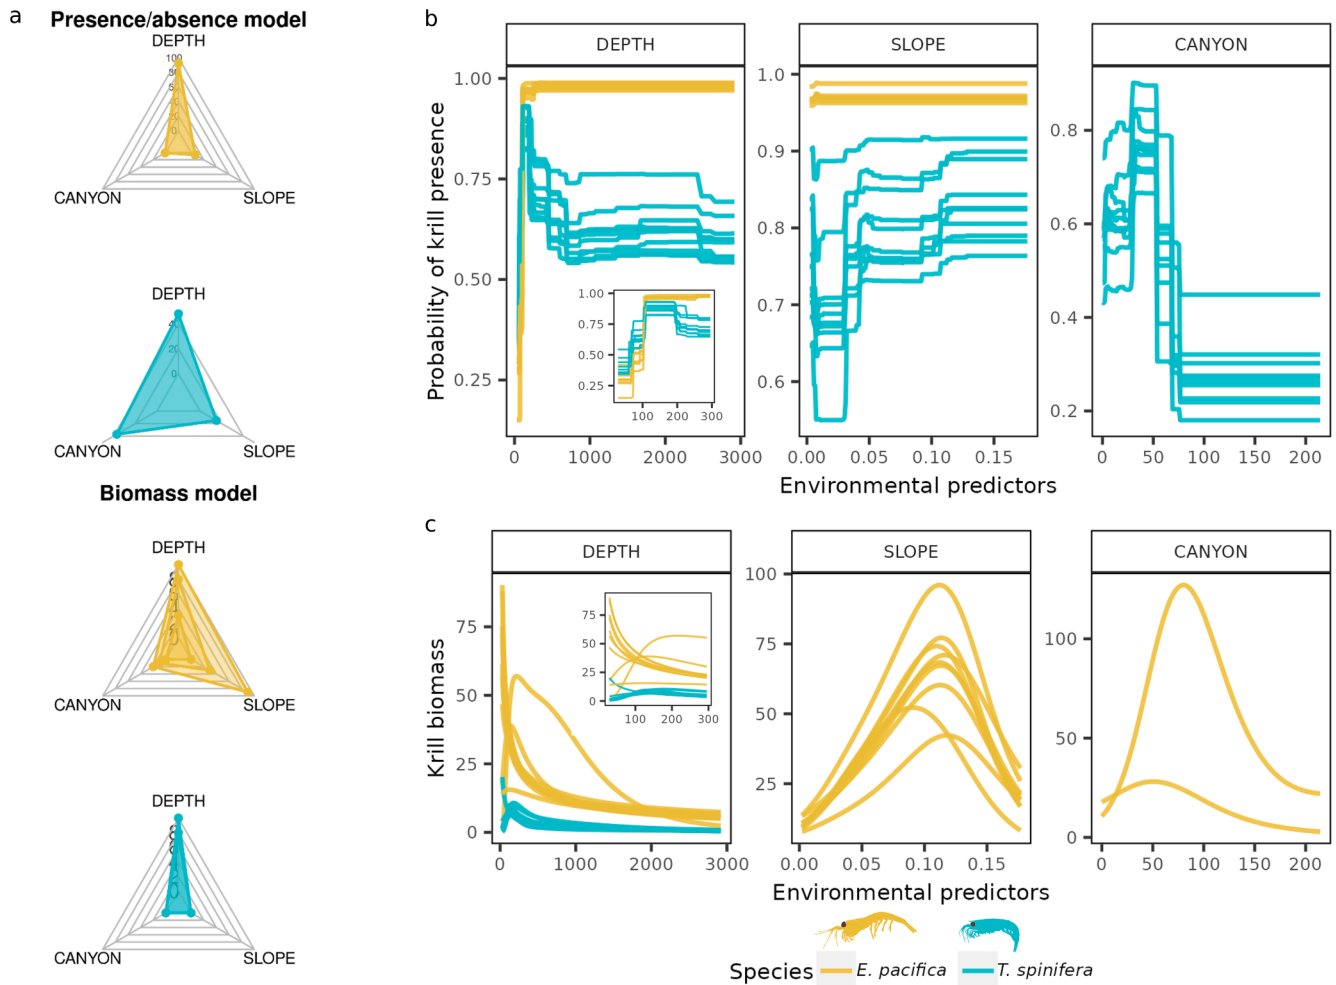 a
Presence/absence model
DEPTH
100
CANYON
SLOPE
DEPTH
20
0
CANYON
SLOPE
Biomass model
DEPTH
CANYON
SLOPE
DEPTH
CANYON
SLOPE
b
DEPTH
SLOPE
CANYON
Probability of krill presence
1.00
0.75
0.50
0.25
0
1000
2000
3000
1.00
0.75
0.50
0.25
100
200
300
1.0
0.9
0.8
0.7
0.6
0.00
0.05
0.10
0.15
0.8
0.6
0.4
0.2
0
50
100
150
200
Environmental predictors
c
DEPTH
SLOPE
CANYON
Krill biomass
75
50
25
0
0
1000
2000
3000
75
50
25
0
100
200
300
100
75
50
25
0.00
0.05
0.10
0.15
100
50
0
0
50
100
150
200
Environmental predictors
Species E. pacifica T. spinifera